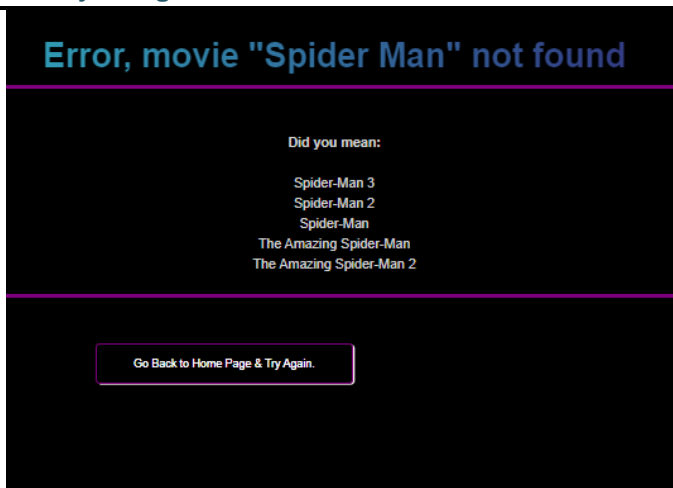 Error, movie "Spider Man" not found
Did you mean:
Spider-Man 3
Spider-Man 2
Spider-Man
The Amazing Spider-Man
The Amazing Spider-Man 2
Go Back to Home Page & Try Again.